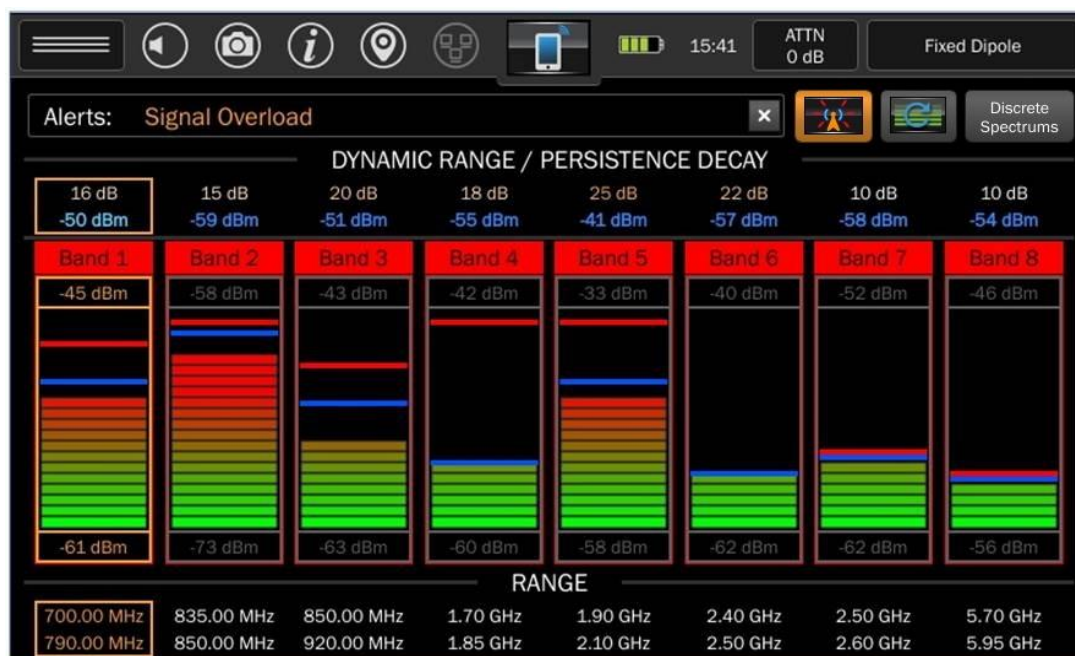 15:41
ATTN
0 dB
Fixed Dipole
Alerts: Signal Overload
Discrete
Spectrums
DYNAMIC RANGE / PERSISTENCE DECAY
16 dB 15 dB 20 dB 18 dB 25 dB 22 dB 10 dB 10 dB
-50 dBm -59 dBm -51 dBm -55 dBm -41 dBm -57 dBm -58 dBm -54 dBm
Band 1 Band 2 Band 3 Band 4 Band 5 Band 6 Band 7 Band 8
-45 dBm -58 dBm -43 dBm -42 dBm -33 dBm -40 dBm -52 dBm -46 dBm
-61 dBm -73 dBm -63 dBm -60 dBm -58 dBm -62 dBm -62 dBm -56 dBm
RANGE
700.00 MHz 835.00 MHz 850.00 MHz 1.70 GHz 1.90 GHz 2.40 GHz 2.50 GHz 5.70 GHz
790.00 MHz 850.00 MHz 920.00 MHz 1.85 GHz 2.10 GHz 2.50 GHz 2.60 GHz 5.95 GHz